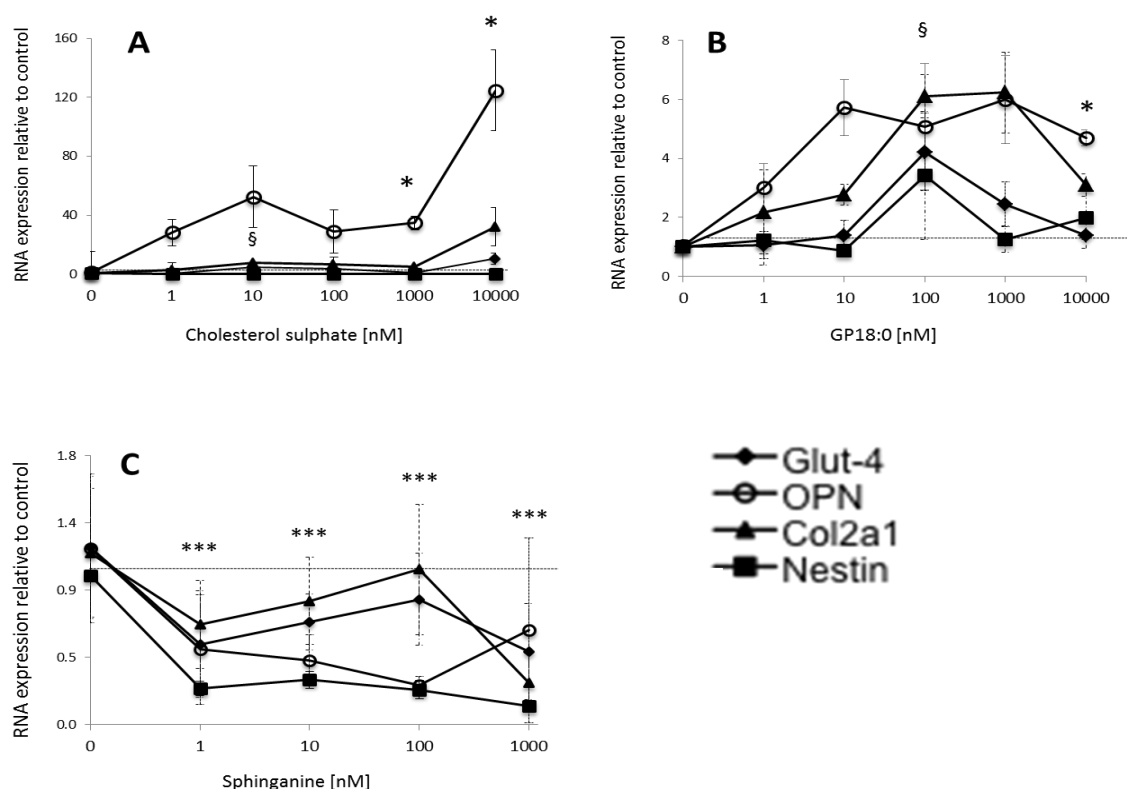 A
RNA expression relative to control
160
120
80
40
0
*
*
§
0 1 10 100 1000 10000
Cholesterol sulphate [nM]
B
RNA expression relative to control
8
6
4
2
0
§
*
0 1 10 100 1000 10000
GP18:0 [nM]
C
RNA expression relative to control
1.8
1.4
0.9
0.5
0.0
*** *** *** ***
0 1 10 100 1000
Sphinganine [nM]
Glut-4
OPN
Col2a1
Nestin